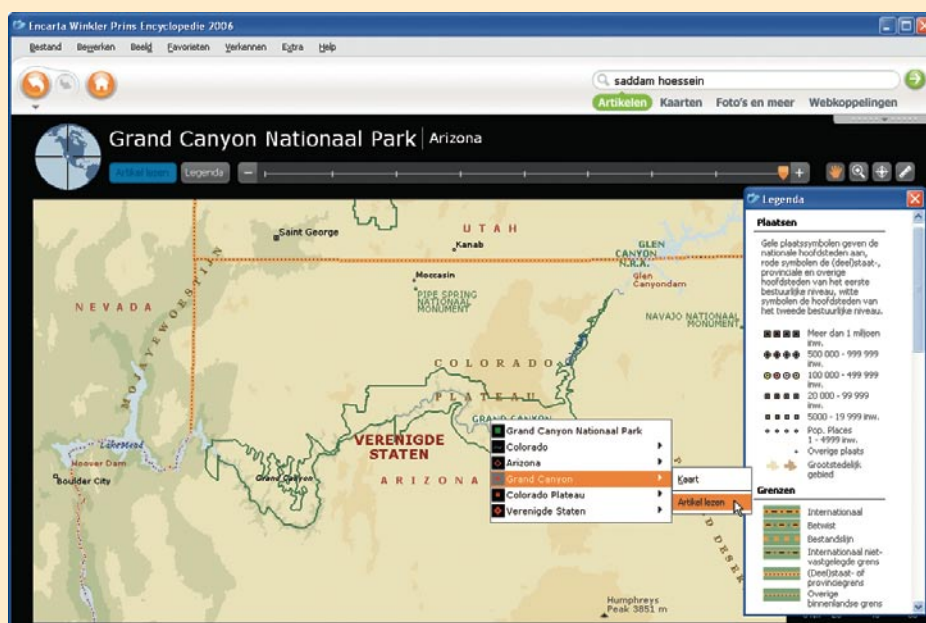 Encarta Winkler Prins Encyclopedie 2006
Bestand Bewerken Beeld Favorieten Verkennen Extra Help
saddam hoessein
Artikelen Kaarten Foto's en meer Webkoppelingen
Grand Canyon Nationaal Park | Arizona
Artikel lezen Legenda
Legenda
Plaatsen
Gele plaatssymbolen geven de
nationale hoofdsteden aan,
rode symbolen de (deel)staat-,
provinciale en overige
hoofdsteden van het eerste
bestuurlijke niveau, witte
symbolen de hoofdsteden van
het tweede bestuurlijke niveau.
Meer dan 1 miljoen
inw.
500 000 - 999 999
inw.
100 000 - 499 999
inw.
20 000 - 99 999
inw.
5000 - 19 999 inw.
Pop. Places
1 - 4999 inw.
Overige plaats
Grootstedelijk
gebied
Grenzen
Internationaal
Betwist
Bestandslijn
Internationaal niet-
vastgelegde grens
(Deel)staat- of
provinciegrens
Overige
binnenlandse grens
UTAH
Saint George
Kanab
GLEN
CANYON
N.R.A.
Glen
Canyondam
Moccasin
PIPE SPRING
NATIONAAL
MONUMENT
NAVAJO NATIONAAL
MONUMENT
NEVADA
MOJAVEWOESTIJN
COLORADO
PLATEAU
GRAND CANYON
VERENIGDE
STATEN
ARIZONA
Hoover Dam
Boulder City
Grand Canyon
Grand Canyon Nationaal Park
Colorado
Arizona
Grand Canyon
Colorado Plateau
Verenigde Staten
Kaart
Artikel lezen
Humphreys
Peak 3851 m